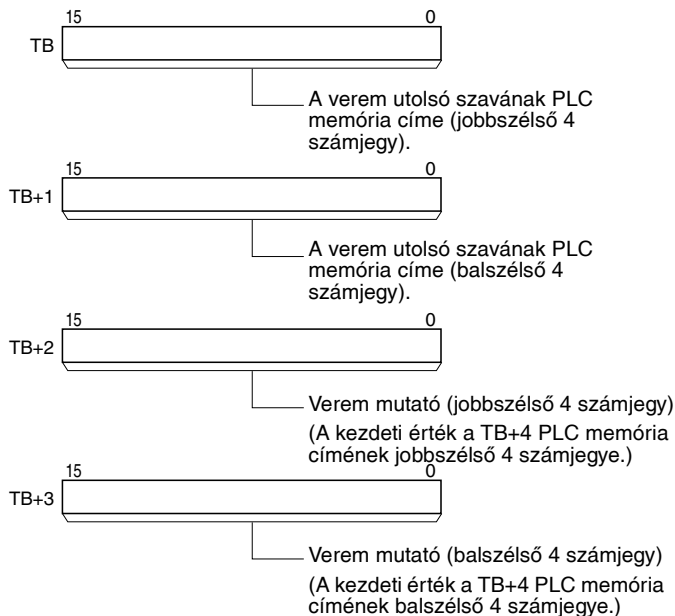 15 0
TB
A verem utolsó szavának PLC
memória címe (jobbszélső 4
számjegy).
15 0
TB+1
A verem utolsó szavának PLC
memória címe (balszélső 4
számjegy).
15 0
TB+2
Verem mutató (jobbszélső 4 számjegy)
(A kezdeti érték a TB+4 PLC memória
címének jobbszélső 4 számjegye.)
15 0
TB+3
Verem mutató (balszélső 4 számjegy)
(A kezdeti érték a TB+4 PLC memória
címének balszélső 4 számjegye.)